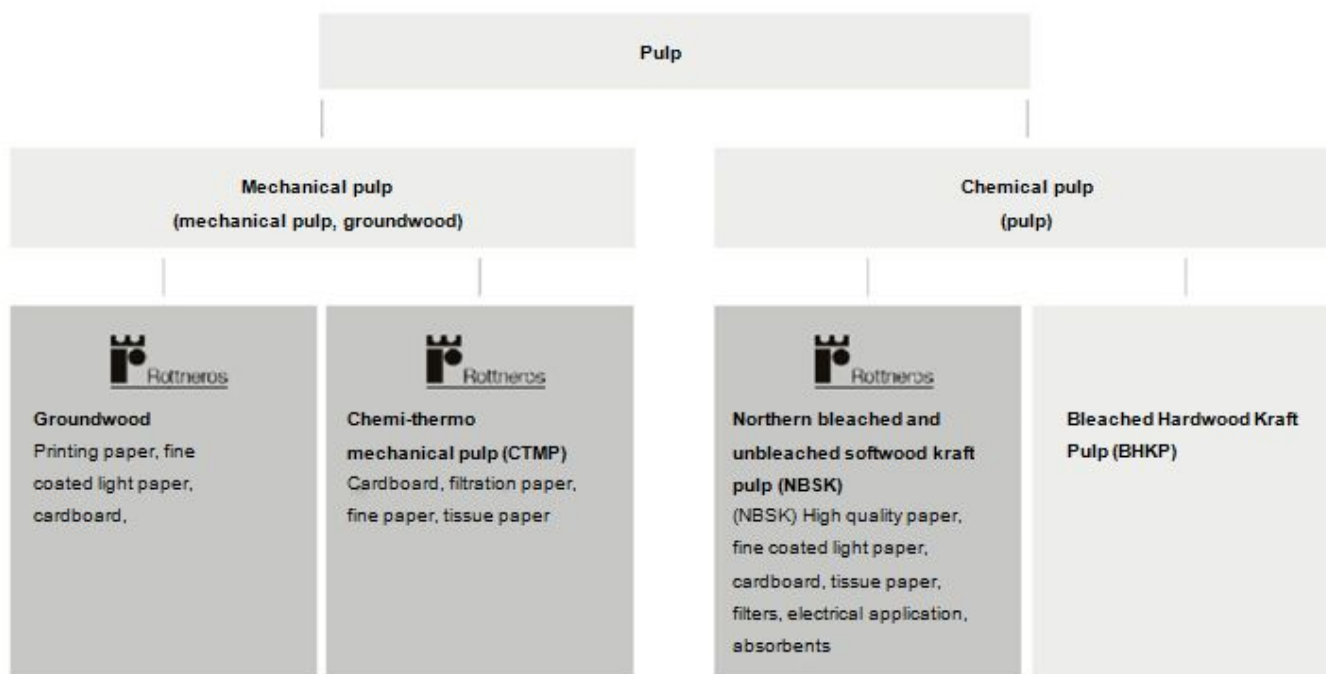 Pulp
Mechanical pulp
(mechanical pulp, groundwood)
Chemical pulp
(pulp)
Rottneros
Groundwood
Printing paper, fine
coated light paper,
cardboard,
Rottneros
Chemi-thermo
mechanical pulp (CTMP)
Cardboard, filtration paper,
fine paper, tissue paper
Rottneros
Northern bleached and
unbleached softwood kraft
pulp (NBSK)
(NBSK) High quality paper,
fine coated light paper,
cardboard, tissue paper,
filters, electrical application,
absorbents
Bleached Hardwood Kraft
Pulp (BHKP)